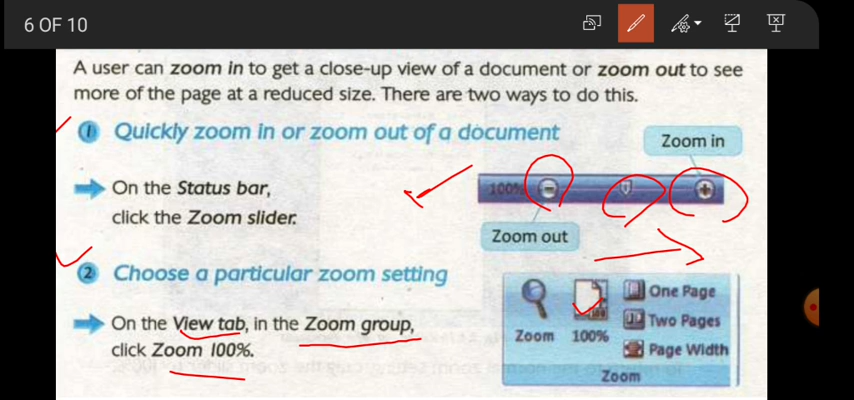 6 OF 10
A user can zoom in to get a close-up view of a document or zoom out to see
more of the page at a reduced size. There are two ways to do this.
1 Quickly zoom in or zoom out of a document
Zoom in
On the Status bar,
click the Zoom slider.
100%
Zoom out
2 Choose a particular zoom setting
On the View tab, in the Zoom group,
click Zoom 100%.
Zoom
100%
One Page
Two Pages
Page Width
Zoom